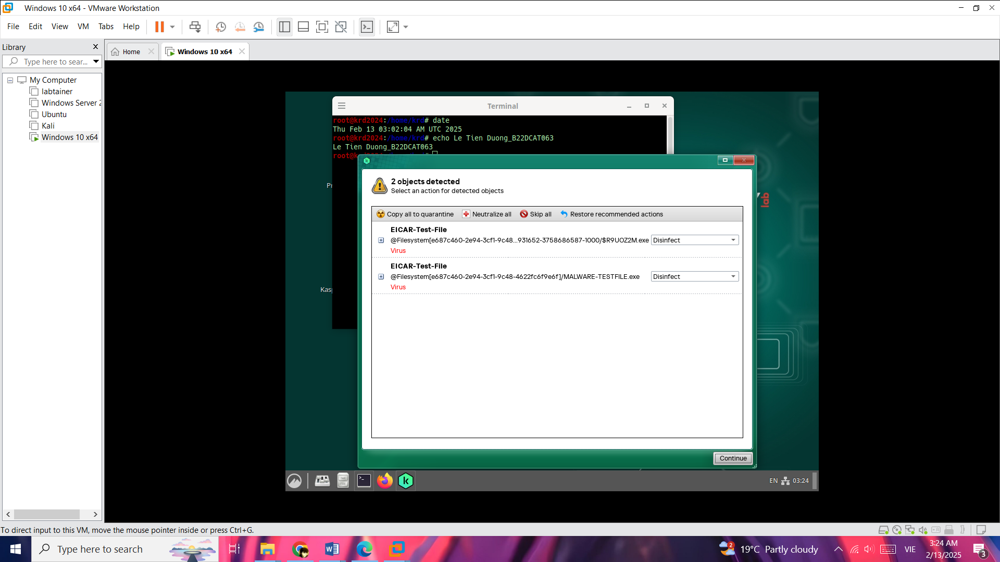 Windows 10 x64 - VMware Workstation
File Edit View VM Tabs Help
Library
Type here to sear...
My Computer
labtainer
Windows Server 2
Ubuntu
Kali
Windows 10 x64
Home
Windows 10 x64
Terminal
root@krd2024:/home/krd# date
Thu Feb 13 03:02:04 AM UTC 2025
root@krd2024:/home/krd# echo Le Tien Duong_B22DCAT063
Le Tien Duong_B22DCAT063
2 objects detected
Select an action for detected objects
Copy all to quarantine Neutralize all Skip all Restore recommended actions
EICAR-Test-File
@Filesystem[e687c460-2e94-3cf1-9c48...931652-3758686587-1000/$R9UOZ2M.exe Disinfect
Virus
EICAR-Test-File
@Filesystem[e687c460-2e94-3cf1-9c48-4622fc6f9e6f]/MALWARE-TESTFILE.exe Disinfect
Virus
Continue
lab
EN 03:24
To direct input to this VM, move the mouse pointer inside or press Ctrl+G.
Type here to search
2
19°C Partly cloudy
VIE
3:24 AM
2/13/2025
3